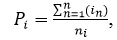 P_i = \frac{\sum_{n=1}^{n}(i_n)}{n_i},